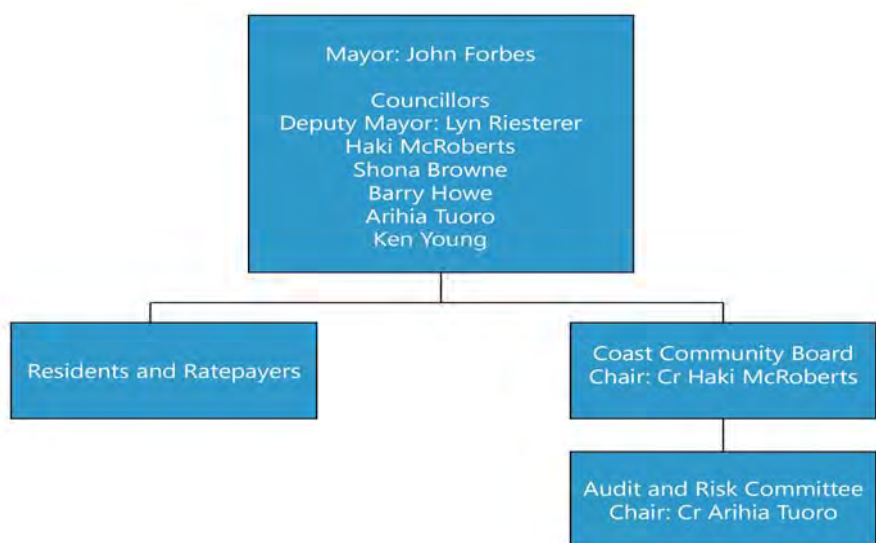 Mayor: John Forbes
Councillors
Deputy Mayor: Lyn Riesterer
Haki McRoberts
Shona Browne
Barry Howe
Arihia Tuoro
Ken Young
Residents and Ratepayers
Coast Community Board
Chair: Cr Haki McRoberts
Audit and Risk Committee
Chair: Cr Arihia Tuoro